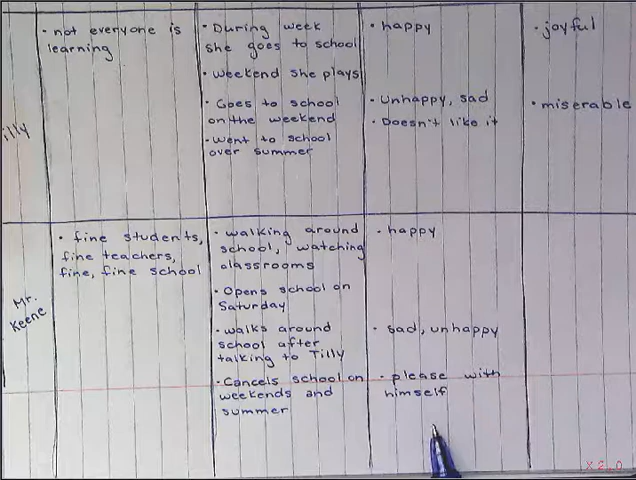 illy
• not everyone is
learning
• During week
she goes to school
• weekend she plays
• Goes to school
on the weekend
• Went to school
over summer
• happy
• Unhappy, sad
• Doesn't like it
• joyful
• miserable
Mr.
Keene
• fine students,
fine teachers,
fine, fine school
• walking around
school, watching
classrooms
• Opens school on
Saturday
• walks around
school after
talking to Tilly
• Cancels school on
weekends and
summer
• happy
• sad, unhappy
• please with
himself
X 2.0